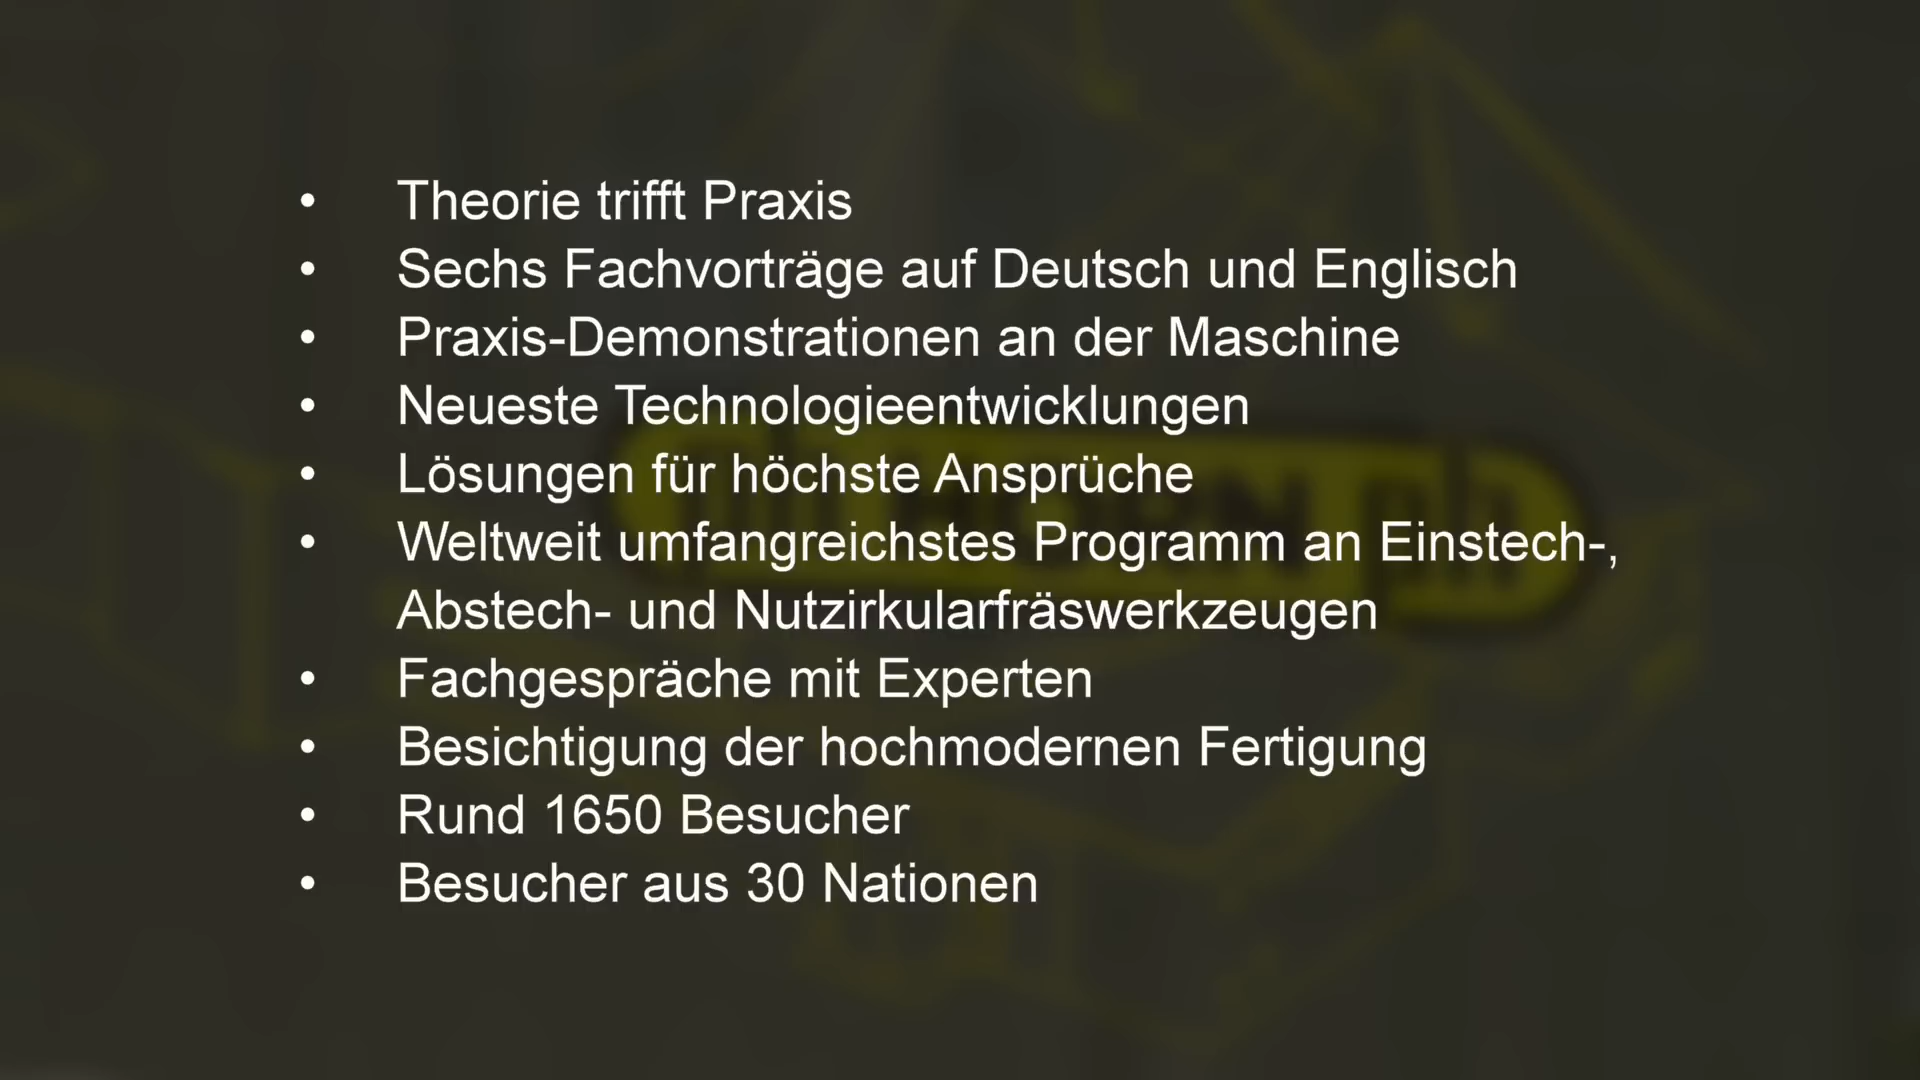 • Theorie trifft Praxis
• Sechs Fachvorträge auf Deutsch und Englisch
• Praxis-Demonstrationen an der Maschine
• Neueste Technologieentwicklungen
• Lösungen für höchste Ansprüche
• Weltweit umfangreichstes Programm an Einstech-,
Abstech- und Nutzirkularfräswerkzeugen
• Fachgespräche mit Experten
• Besichtigung der hochmodernen Fertigung
• Rund 1650 Besucher
• Besucher aus 30 Nationen